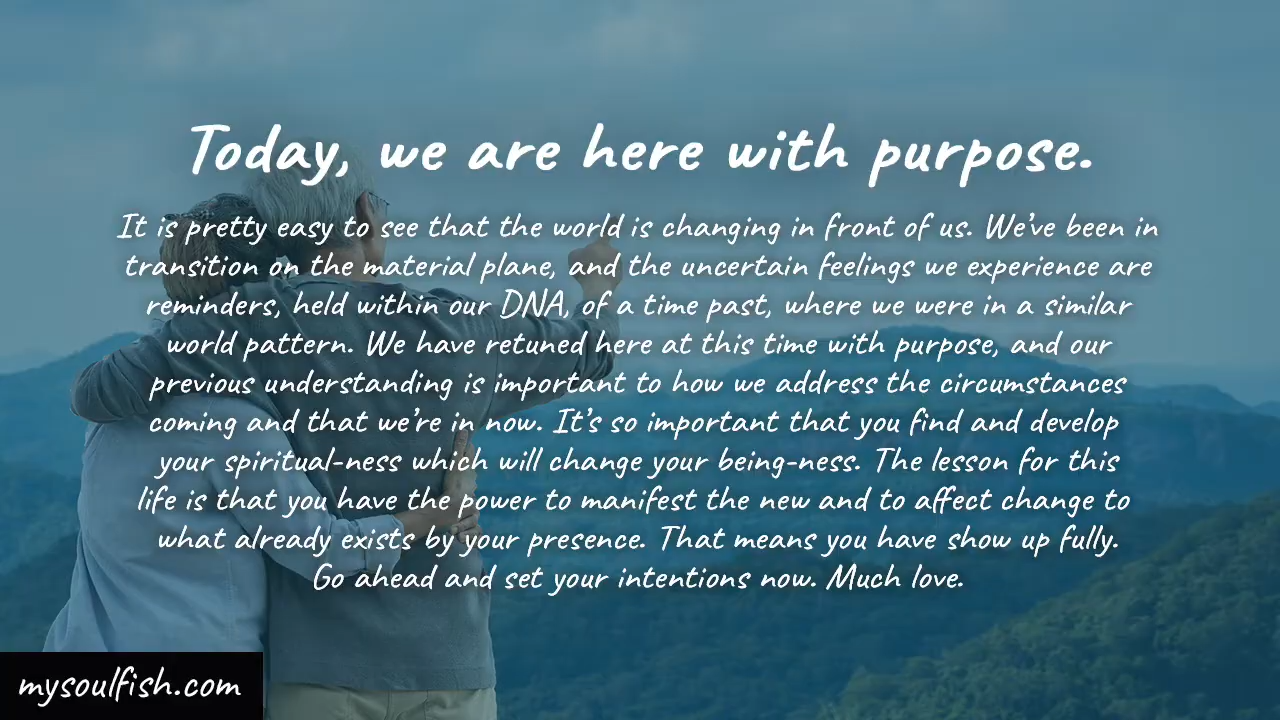 Today, we are here with purpose.
It is pretty easy to see that the world is changing in front of us. We've been in
transition on the material plane, and the uncertain feelings we experience are
reminders, held within our DNA, of a time past, where we were in a similar
world pattern. We have retuned here at this time with purpose, and our
previous understanding is important to how we address the circumstances
coming and that we're in now. It's so important that you find and develop
your spiritual-ness which will change your being-ness. The lesson for this
life is that you have the power to manifest the new and to affect change to
what already exists by your presence. That means you have show up fully.
Go ahead and set your intentions now. Much love.
mysoulfish.com